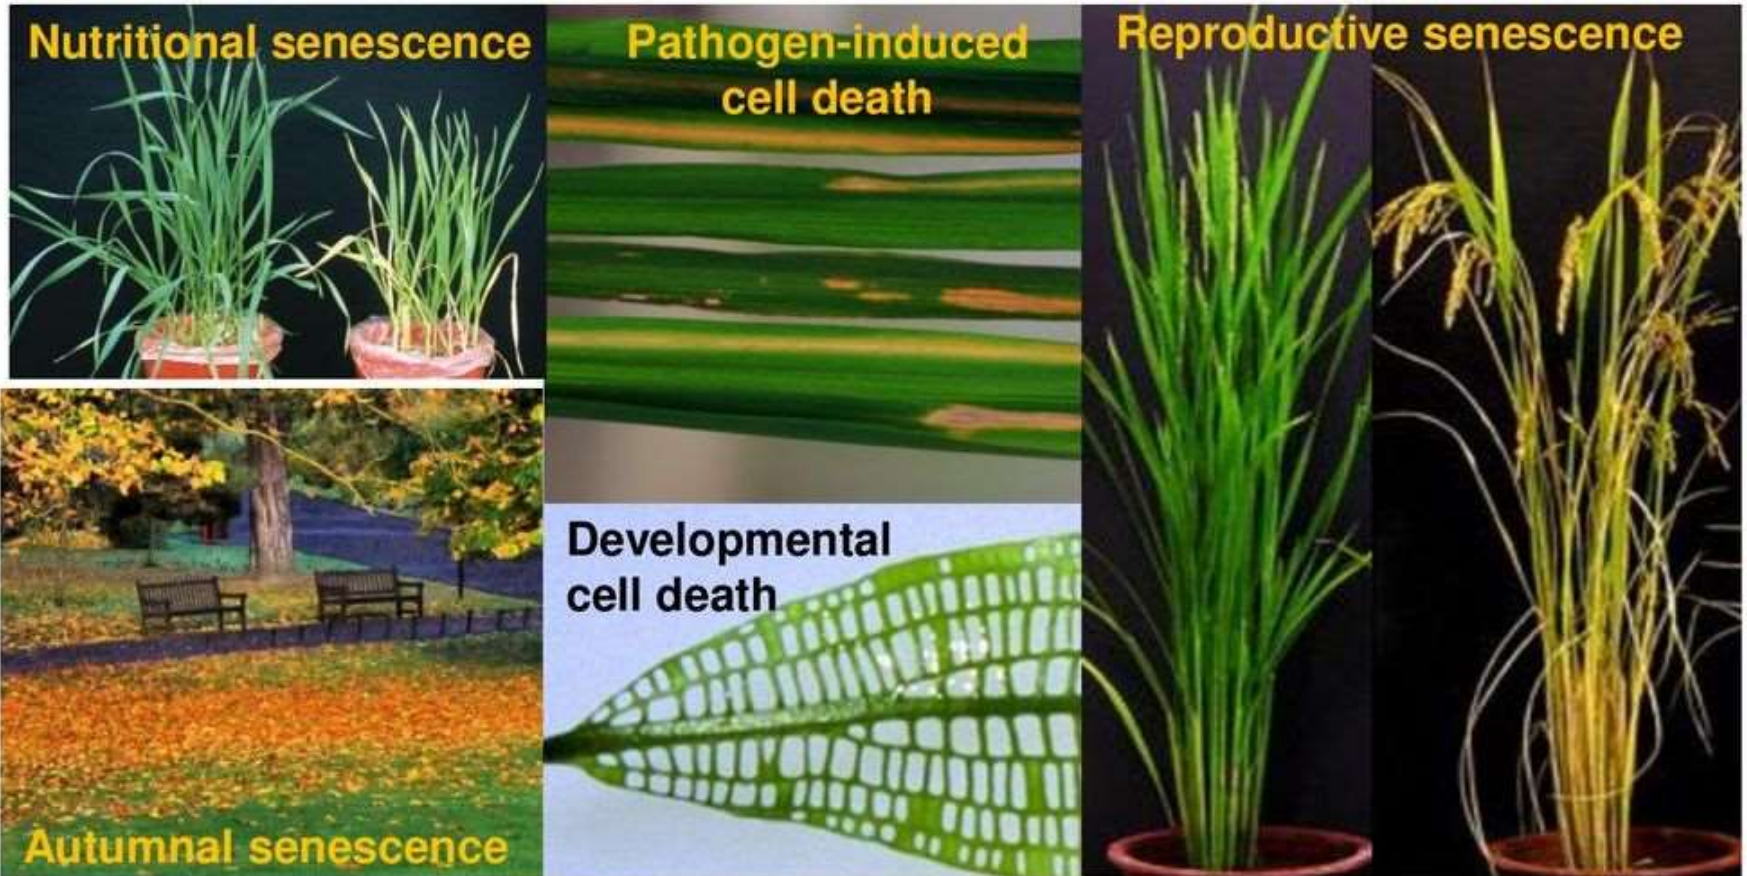 Nutritional senescence
Pathogen-induced
cell death
Reproductive senescence
Developmental
cell death
Autumnal senescence